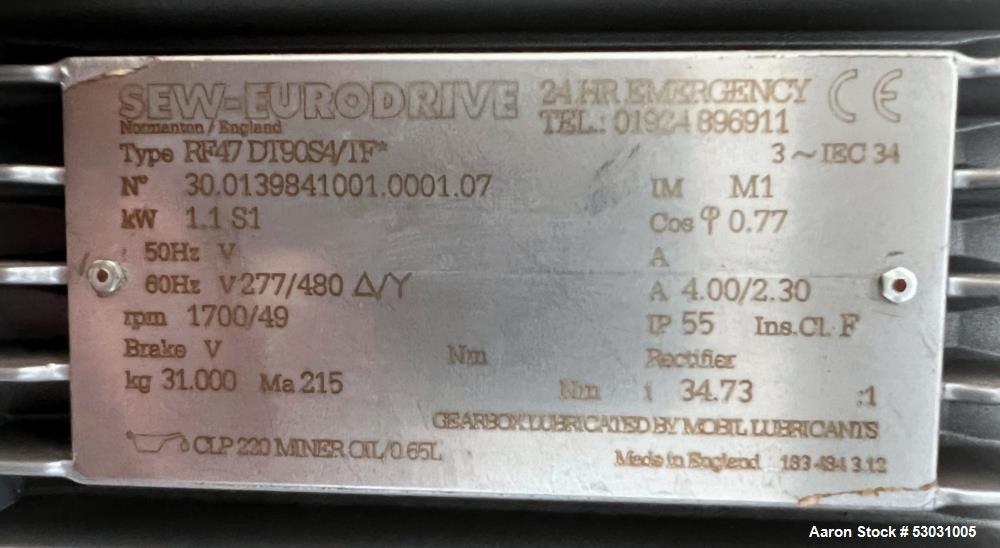 SEW-EURODRIVE 24 HR EMERGENCY CE
Normanton / England TEL.: 01924 896911
Type RF47 DT90S4/TF* 3 ~ IEC 34
Nº 30.0139841001.0001.07 IM M1
kW 1.1 S1 Cos φ 0.77
50Hz V A
60Hz V 277/480 Δ/Y A 4.00/2.30
rpm 1700/49 IP 55 Ins.Cl. F
Brake V Nm Rectifier
kg 31.000 Ma 215 Nm i 34.73 :1
GEARBOX LUBRICATED BY MOBIL LUBRICANTS
CLP 220 MINER OIL/0.65L
Made in England 183 494 3.12
Aaron Stock # 53031005